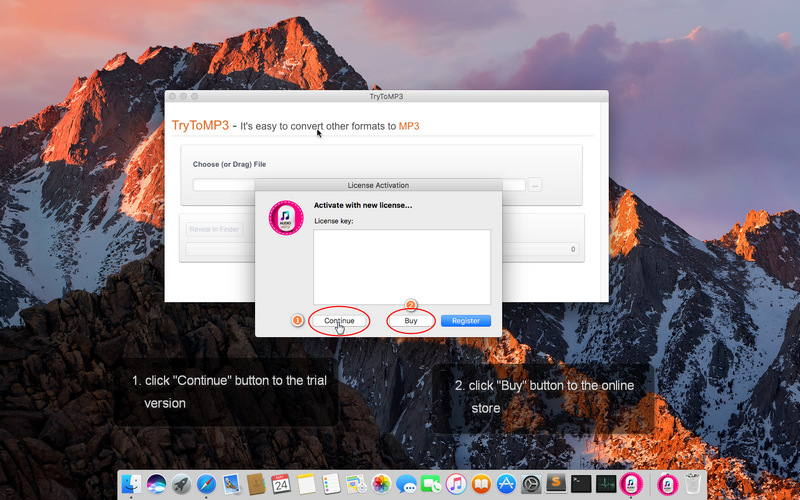 TryToMP3
TryToMP3 - It's easy to convert other formats to MP3
Choose (or Drag) File
...
License Activation
Activate with new license...
License key:
AUDIO
MP3
Reveal in Finder
0
2
1
Continue
Buy
Register
1. click "Continue" button to the trial
version
2. click "Buy" button to the online
store
24